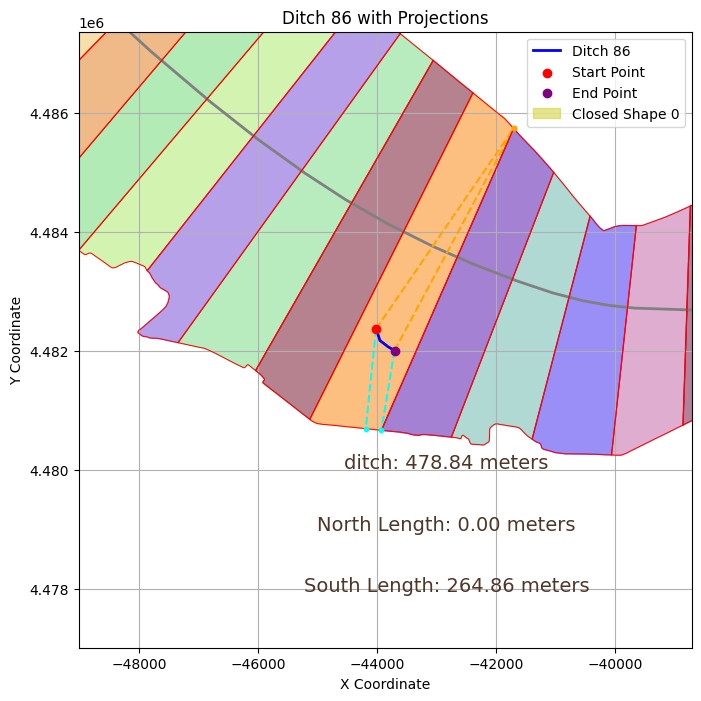 Ditch 86 with Projections
1e6
Ditch 86
Start Point
End Point
Closed Shape 0
4.486
4.484
4.482
4.480
4.478
Y Coordinate
ditch: 478.84 meters
North Length: 0.00 meters
South Length: 264.86 meters
−48000 −46000 −44000 −42000 −40000
X Coordinate